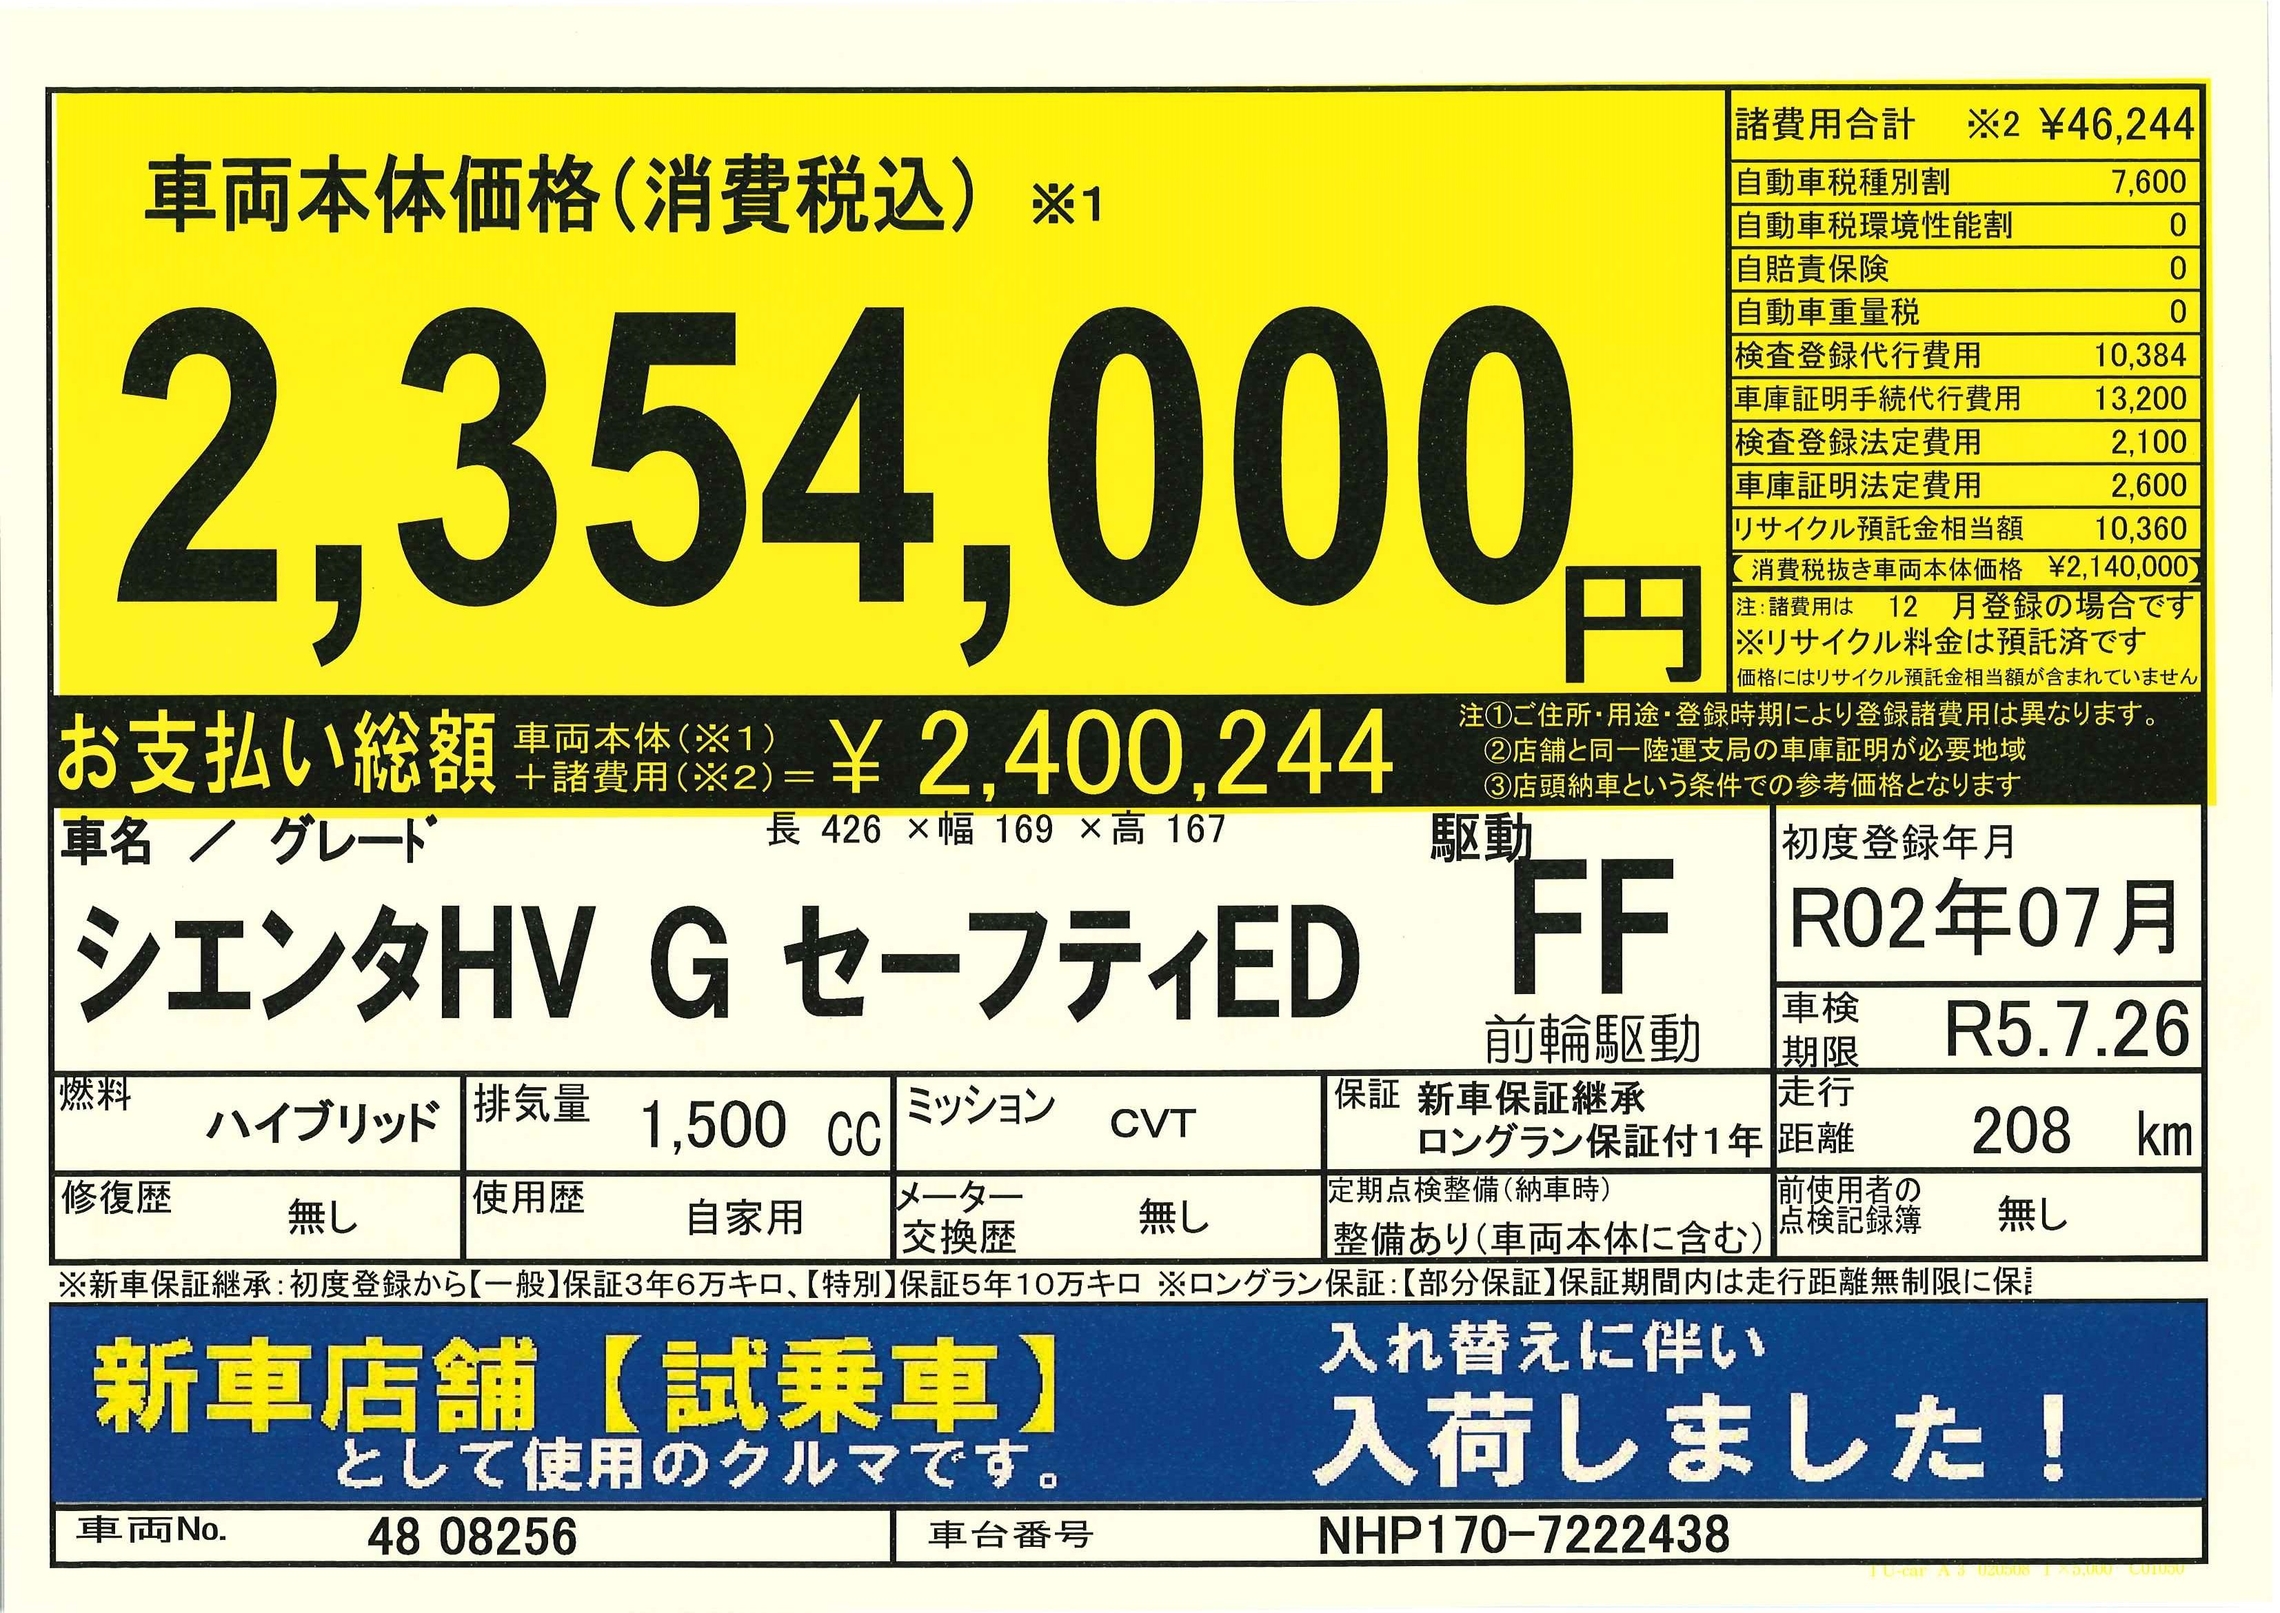 車両本体価格(消費税込) ※1
2,354,000円
諸費用合計 ※2 ¥46,244
自動車税種別割 7,600
自動車税環境性能割 0
自賠責保険 0
自動車重量税 0
検査登録代行費用 10,384
車庫証明手続代行費用 13,200
検査登録法定費用 2,100
車庫証明法定費用 2,600
リサイクル預託金相当額 10,360
(消費税抜き車両本体価格 ¥2,140,000)
注:諸費用は 12 月登録の場合です
※リサイクル料金は預託済です
価格にはリサイクル預託金相当額が含まれていません
お支払い総額 車両本体(※1)
+諸費用(※2)= ¥ 2,400,244
注①ご住所・用途・登録時期により登録諸費用は異なります。
②店舗と同一陸運支局の車庫証明が必要地域
③店頭納車という条件での参考価格となります
車名 / グレード 長 426 ×幅 169 ×高 167
シエンタHV G セーフティED
駆動 FF
前輪駆動
初度登録年月
R02年07月
車検期限 R5.7.26
燃料 ハイブリッド
排気量 1,500 CC
ミッション CVT
保証 新車保証継承
ロングラン保証付1年
走行距離 208 km
修復歴 無し
使用歴 自家用
メーター交換歴 無し
定期点検整備(納車時)
整備あり(車両本体に含む)
前使用者の点検記録簿 無し
※新車保証継承:初度登録から【一般】保証3年6万キロ、【特別】保証5年10万キロ ※ロングラン保証:【部分保証】保証期間内は走行距離無制限に保
新車店舗【試乗車】
として使用のクルマです。
入れ替えに伴い
入荷しました!
車両No. 48 08256
車台番号 NHP170-7222438